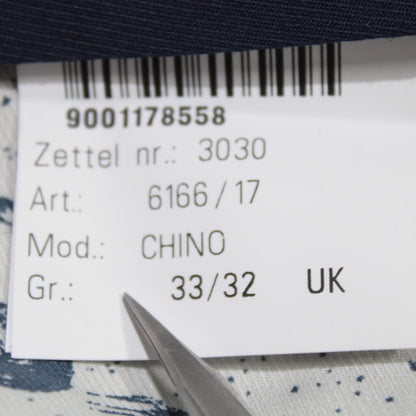 9001178558
Zettel nr.: 3030
Art.: 6166/17
Mod.: CHINO
Gr.: 33/32 UK